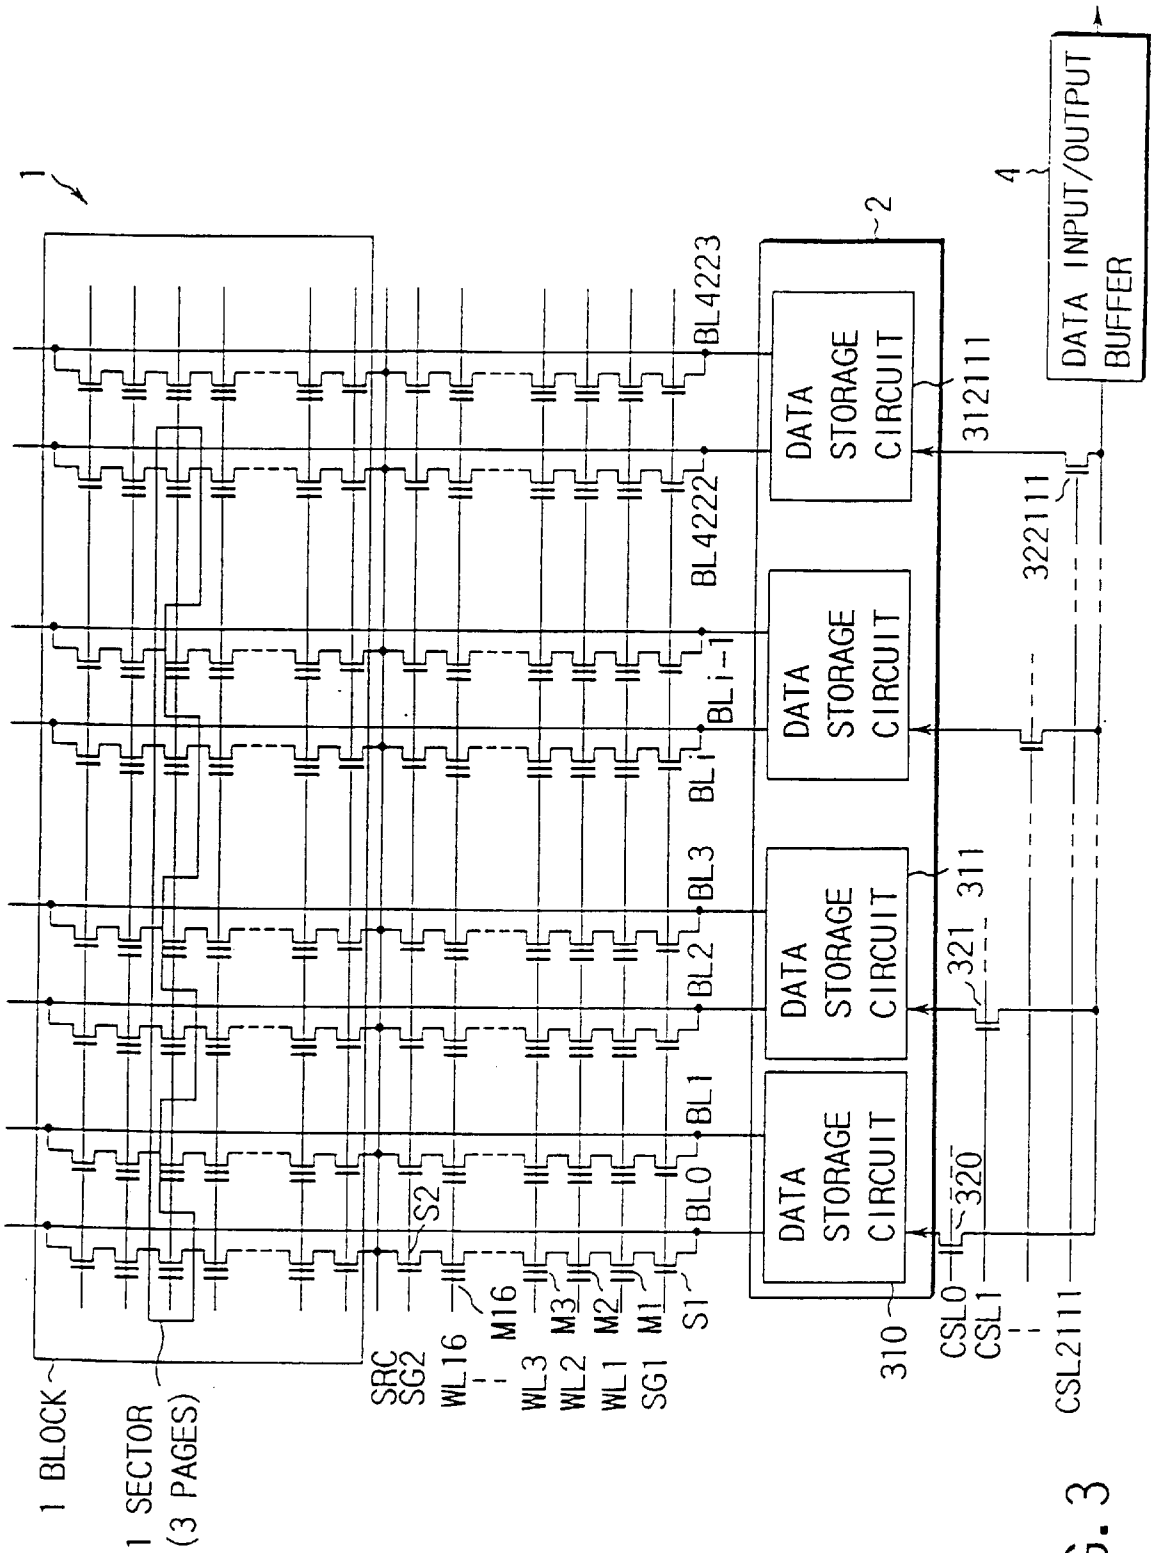 1 BLOCK
1 SECTOR
(3 PAGES)
1
SRC
SG2
WL16
WL3
WL2
WL1
SG1
S2
M16
M3
M2
M1
S1
BL0
BL1
BL2
BL3
BLi
BLi-1
BL4222
BL4223
2
DATA
STORAGE
CIRCUIT
DATA
STORAGE
CIRCUIT
DATA
STORAGE
CIRCUIT
DATA
STORAGE
CIRCUIT
310
311
312111
CSL0
CSL1
CSL2111
320
321
322111
4
DATA INPUT/OUTPUT
BUFFER
G. 3